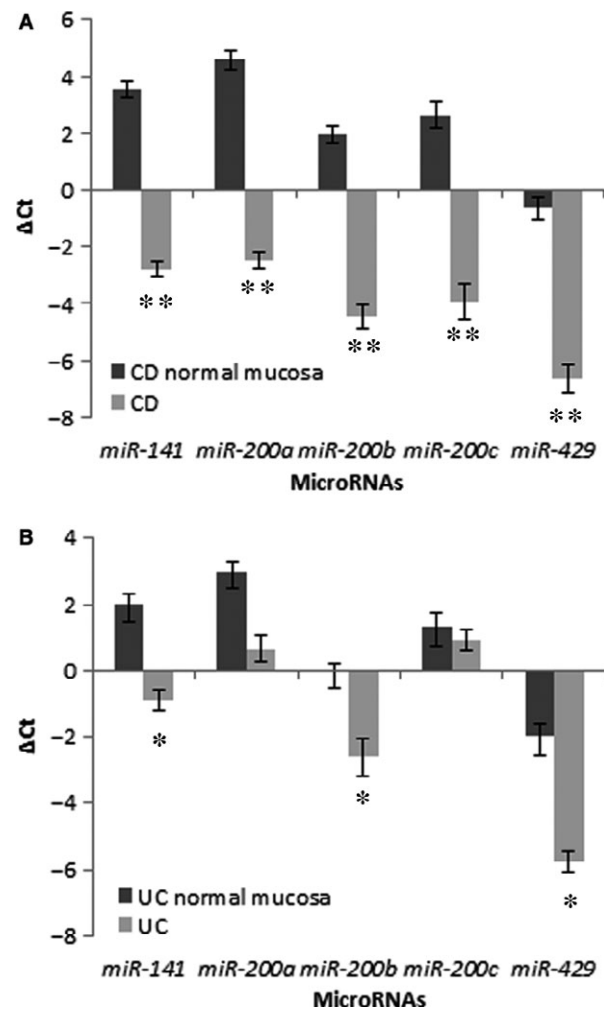 A
6
4
2
0
−2
−4
−6
−8
ΔCt
** ** ** ** **
CD normal mucosa
CD
miR-141 miR-200a miR-200b miR-200c miR-429
MicroRNAs
B
4
2
0
−2
−4
−6
−8
ΔCt
* * *
UC normal mucosa
UC
miR-141 miR-200a miR-200b miR-200c miR-429
MicroRNAs